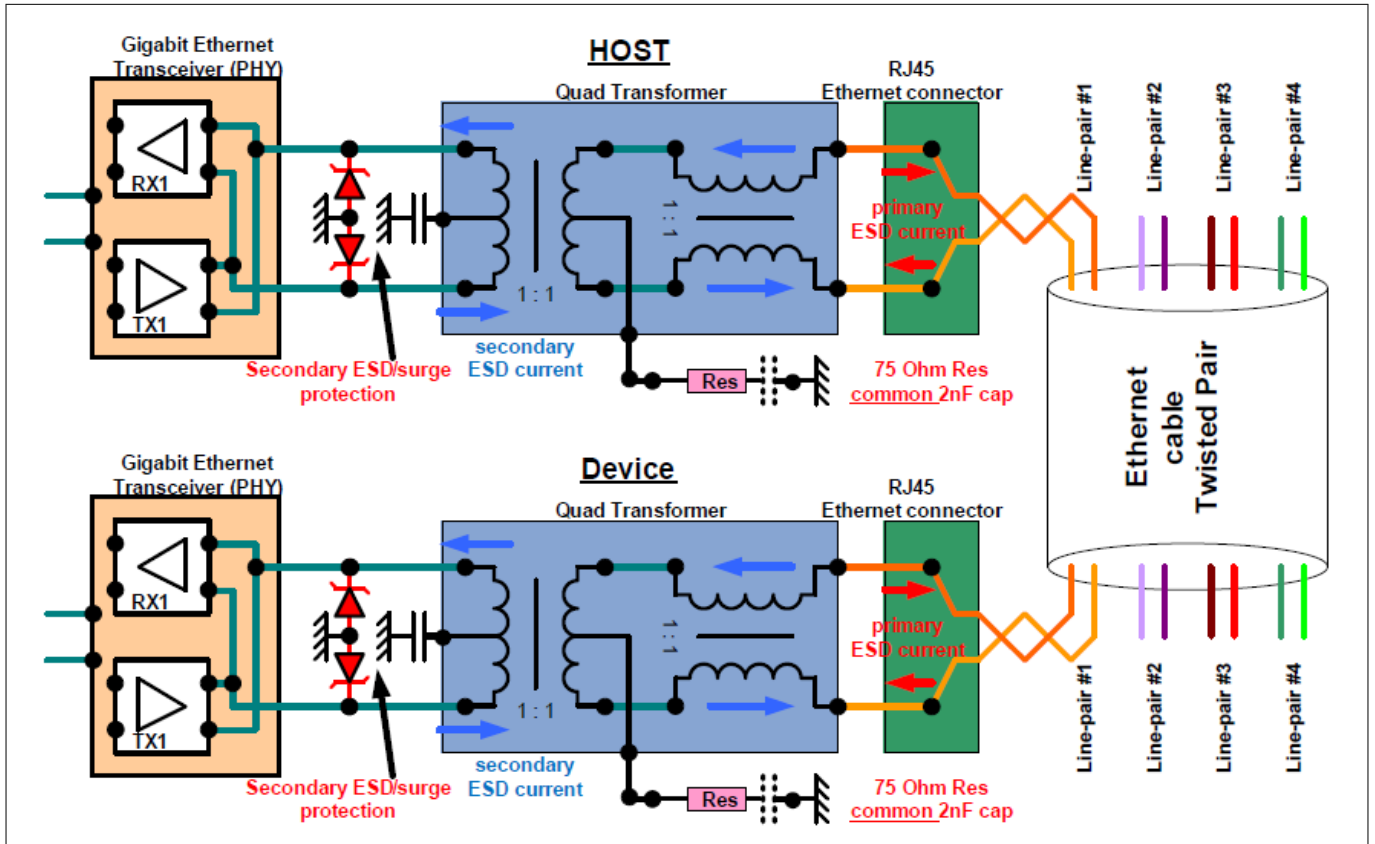 HOST
Gigabit Ethernet
Transceiver (PHY)
Quad Transformer
RJ45
Ethernet connector
RX1
TX1
1 : 1
1 : 1
primary
ESD current
Secondary ESD/surge
protection
secondary
ESD current
Res
75 Ohm Res
common 2nF cap
Line-pair #1
Line-pair #2
Line-pair #3
Line-pair #4
Ethernet
cable
Twisted Pair
Device
Gigabit Ethernet
Transceiver (PHY)
Quad Transformer
RJ45
Ethernet connector
RX1
TX1
1 : 1
1 : 1
primary
ESD current
Secondary ESD/surge
protection
secondary
ESD current
Res
75 Ohm Res
common 2nF cap
Line-pair #1
Line-pair #2
Line-pair #3
Line-pair #4